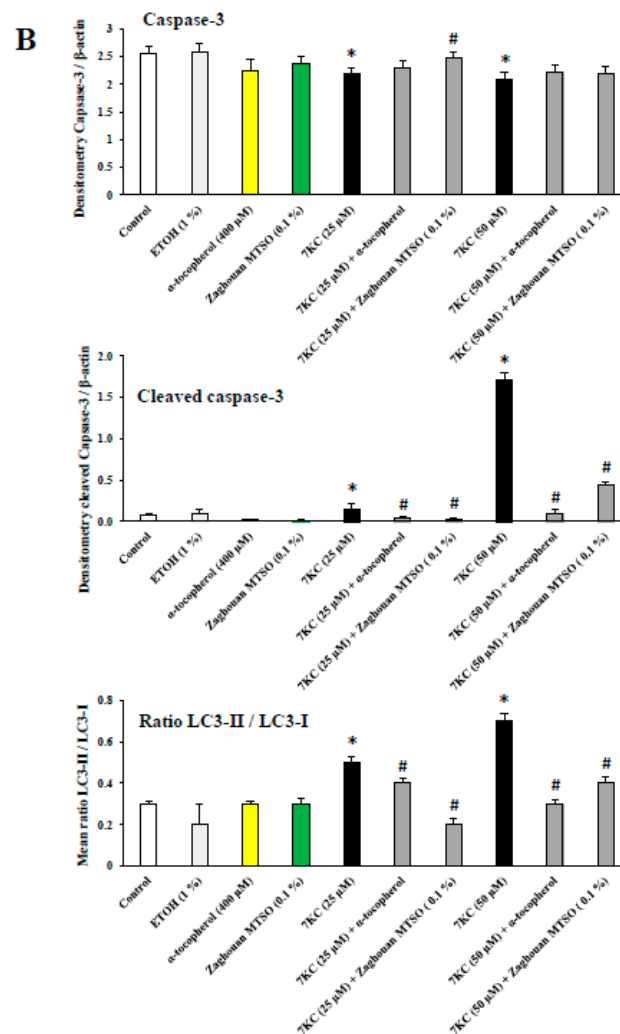 B
Caspase-3
Densitometry Capsase-3 / β-actin
3
2.5
2
1.5
1
0.5
0
*
#
*
Control
ETOH (1 %)
α-tocopherol (400 µM)
Zaghouan MTSO (0.1 %)
7KC (25 µM)
7KC (25 µM) + α-tocopherol
7KC (25 µM) + Zaghouan MTSO ( 0.1 %)
7KC (50 µM)
7KC (50 µM) + α-tocopherol
7KC (50 µM) + Zaghouan MTSO ( 0.1 %)
Cleaved caspase-3
Densitometry cleaved Capsase-3 / β-actin
2.0
1.5
1.0
0.5
0
*
#
#
*
#
#
Control
ETOH (1 %)
α-tocopherol (400 µM)
Zaghouan MTSO (0.1 %)
7KC (25 µM)
7KC (25 µM) + α-tocopherol
7KC (25 µM) + Zaghouan MTSO ( 0.1 %)
7KC (50 µM)
7KC (50 µM) + α-tocopherol
7KC (50 µM) + Zaghouan MTSO ( 0.1 %)
Ratio LC3-II / LC3-I
Mean ratio LC3-II / LC3-I
0.8
0.6
0.4
0.2
0
*
#
#
*
#
#
Control
ETOH (1 %)
α-tocopherol (400 µM)
Zaghouan MTSO (0.1 %)
7KC (25 µM)
7KC (25 µM) + α-tocopherol
7KC (25 µM) + Zaghouan MTSO ( 0.1 %)
7KC (50 µM)
7KC (50 µM) + α-tocopherol
7KC (50 µM) + Zaghouan MTSO ( 0.1 %)